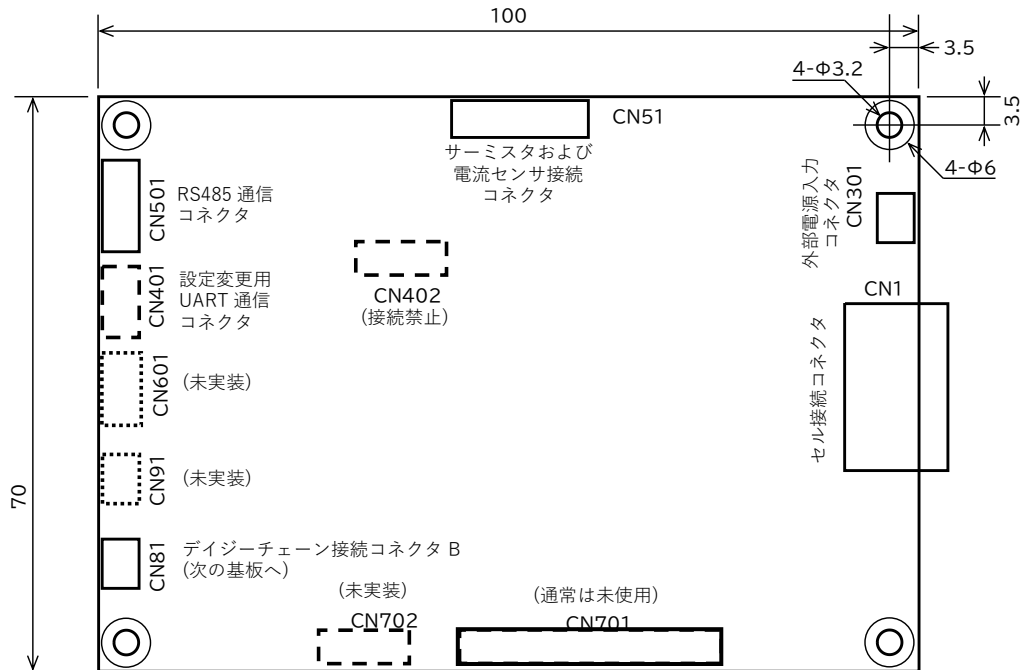 100
3.5
4-Φ3.2
3.5
4-Φ6
CN51
サーミスタおよび
電流センサ接続
コネクタ
CN501
RS485 通信
コネクタ
外部電源入力
コネクタ
CN301
CN401
設定変更用
UART 通信
コネクタ
CN402
(接続禁止)
CN1
セル接続コネクタ
CN601
(未実装)
CN91
(未実装)
70
CN81
デイジーチェーン接続コネクタ B
(次の基板へ)
(未実装)
CN702
(通常は未使用)
CN701